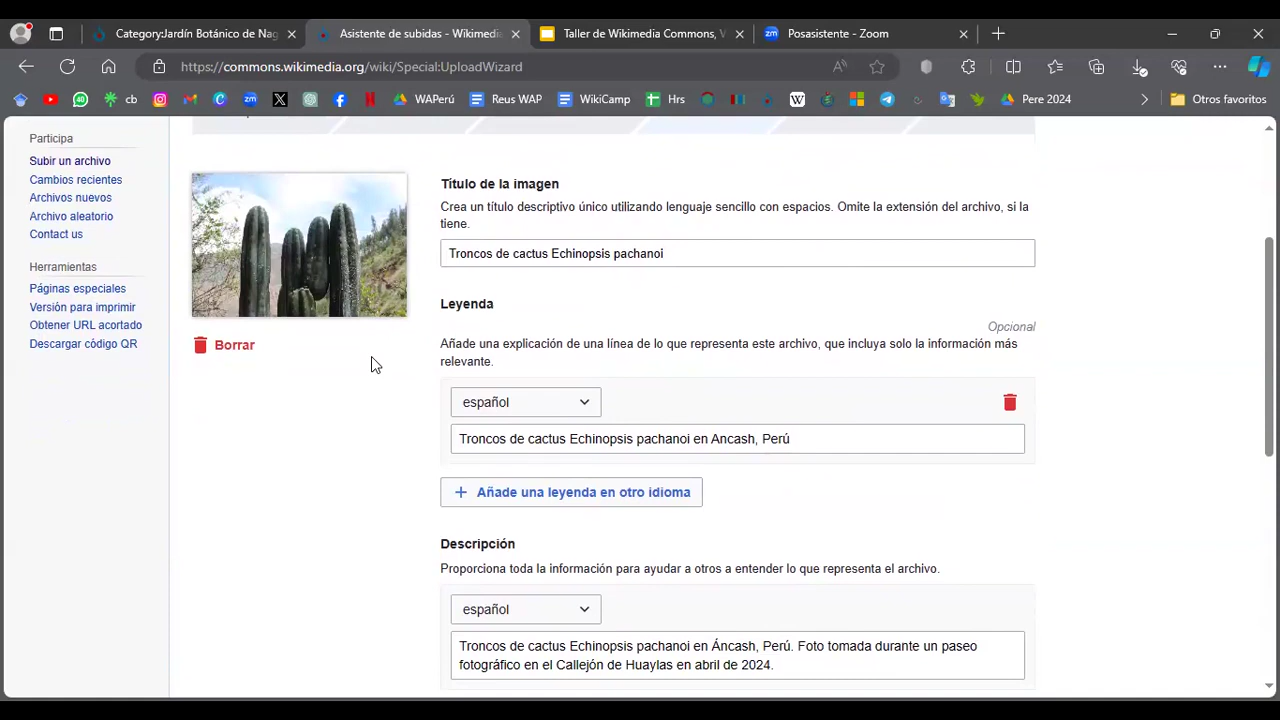 Category:Jardín Botánico de Nag
Asistente de subidas - Wikimedi
Taller de Wikimedia Commons, W
Posasistente - Zoom
https://commons.wikimedia.org/wiki/Special:UploadWizard
cb
WAPerú
Reus WAP
WikiCamp
Hrs
Pere 2024
Otros favoritos
Participa
Subir un archivo
Cambios recientes
Archivos nuevos
Archivo aleatorio
Contact us
Herramientas
Páginas especiales
Versión para imprimir
Obtener URL acortado
Descargar código QR
Borrar
Título de la imagen
Crea un título descriptivo único utilizando lenguaje sencillo con espacios. Omite la extensión del archivo, si la
tiene.
Troncos de cactus Echinopsis pachanoi
Leyenda
Opcional
Añade una explicación de una línea de lo que representa este archivo, que incluya solo la información más
relevante.
español
Troncos de cactus Echinopsis pachanoi en Ancash, Perú
+ Añade una leyenda en otro idioma
Descripción
Proporciona toda la información para ayudar a otros a entender lo que representa el archivo.
español
Troncos de cactus Echinopsis pachanoi en Áncash, Perú. Foto tomada durante un paseo
fotográfico en el Callejón de Huaylas en abril de 2024.